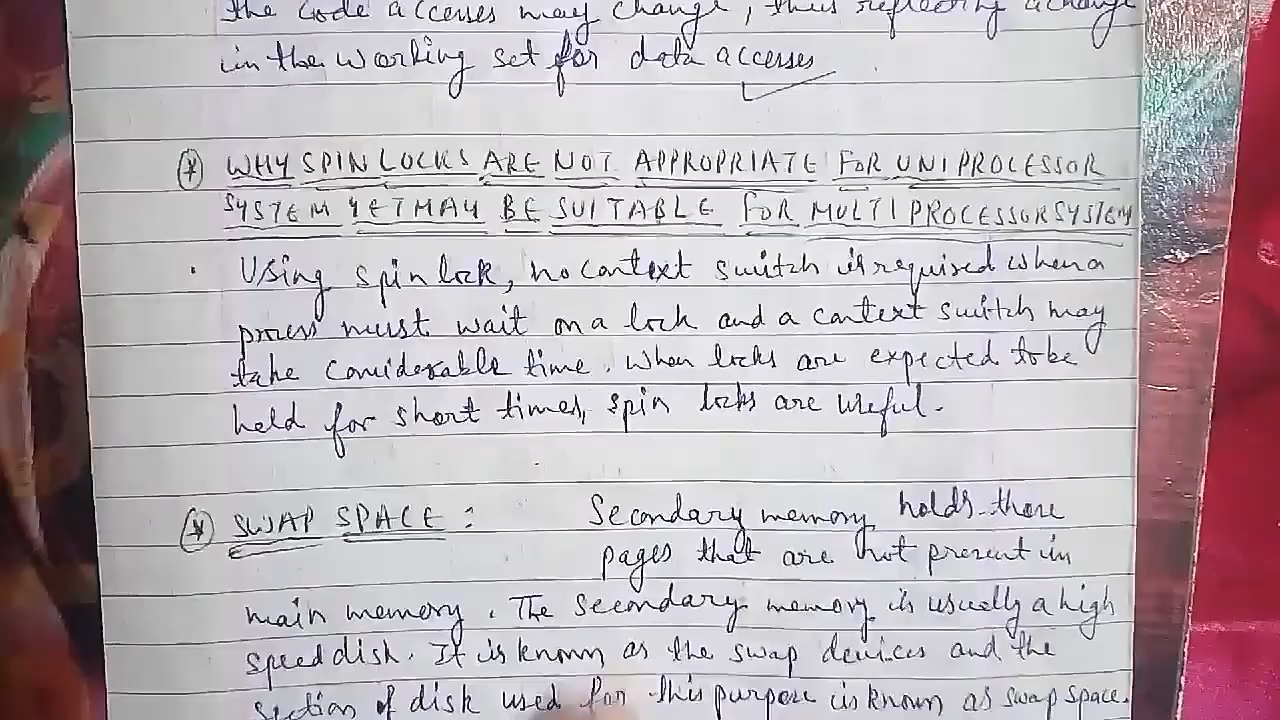 the code accesses may change, thus reflecting a change
in the working set for data accesses
* WHY SPIN LOCKS ARE NOT APPROPRIATE FOR UNIPROCESSOR
SYSTEM YET MAY BE SUITABLE FOR MULTIPROCESSOR SYSTEM
. Using spin lock, no context switch is required when a
process must wait on a lock and a context switch may
take considerable time. When locks are expected to be
held for short times, spin locks are useful.
* SWAP SPACE : Secondary memory holds those
pages that are not present in
main memory. The secondary memory is usually a high
speed disk. It is known as the swap devices and the
section of disk used for this purpose is known as swap space.